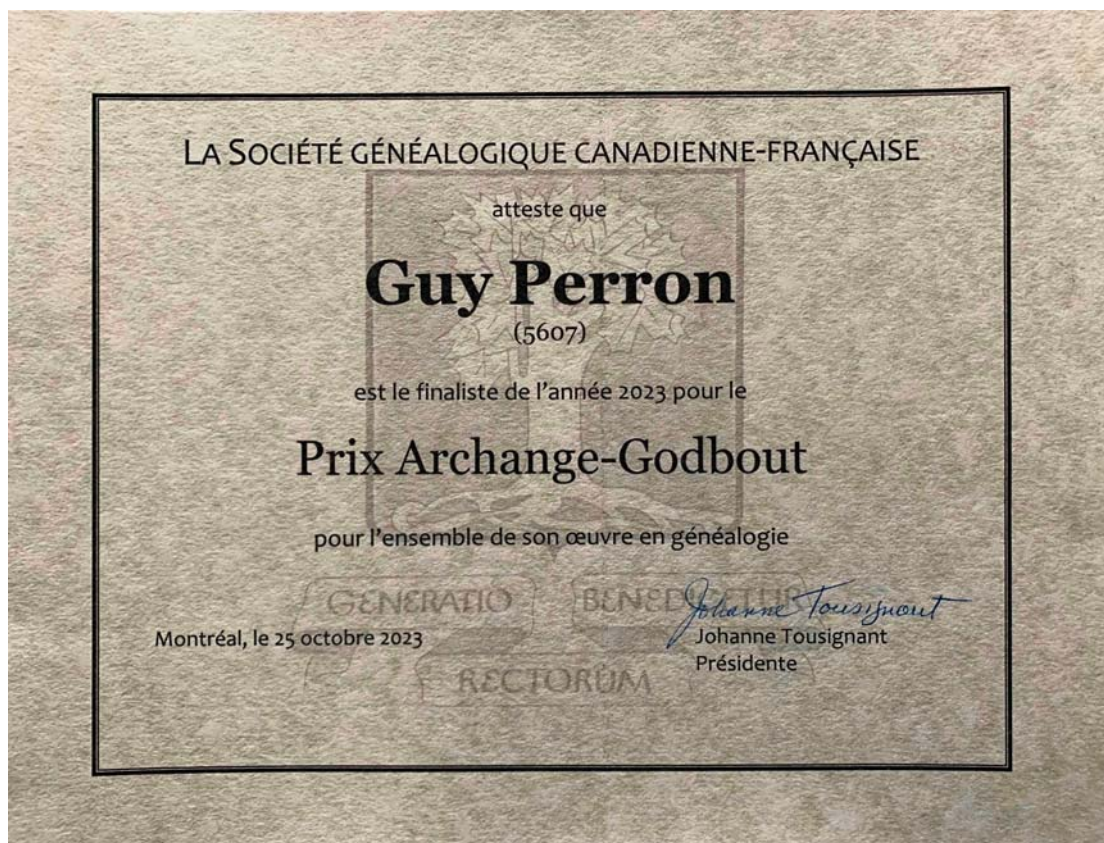 LA SOCIÉTÉ GÉNÉALOGIQUE CANADIENNE-FRANÇAISE
atteste que
Guy Perron
(5607)
est le finaliste de l'année 2023 pour le
Prix Archange-Godbout
pour l'ensemble de son œuvre en généalogie
GENERATIO BENEDICETUR
Johanne Tousignant
Montréal, le 25 octobre 2023
Johanne Tousignant
Présidente
RECTORUM